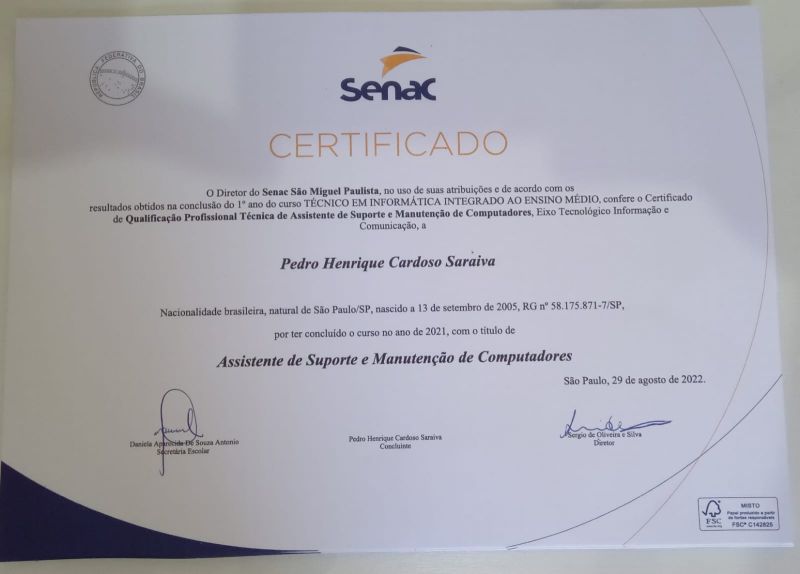 REPÚBLICA FEDERATIVA DO BRASIL
Senac
CERTIFICADO
O Diretor do Senac São Miguel Paulista, no uso de suas atribuições e de acordo com os
resultados obtidos na conclusão do 1º ano do curso TÉCNICO EM INFORMÁTICA INTEGRADO AO ENSINO MÉDIO, confere o Certificado
de Qualificação Profissional Técnica de Assistente de Suporte e Manutenção de Computadores, Eixo Tecnológico Informação e
Comunicação, a
Pedro Henrique Cardoso Saraiva
Nacionalidade brasileira, natural de São Paulo/SP, nascido a 13 de setembro de 2005, RG nº 58.175.871-7/SP,
por ter concluído o curso no ano de 2021, com o título de
Assistente de Suporte e Manutenção de Computadores
São Paulo, 29 de agosto de 2022.
Daniela Aparecida De Souza Antonio
Secretária Escolar
Pedro Henrique Cardoso Saraiva
Concluinte
Sergio de Oliveira e Silva
Diretor
FSC
MISTO
Papel produzido a partir
de fontes responsáveis
FSC® C142825